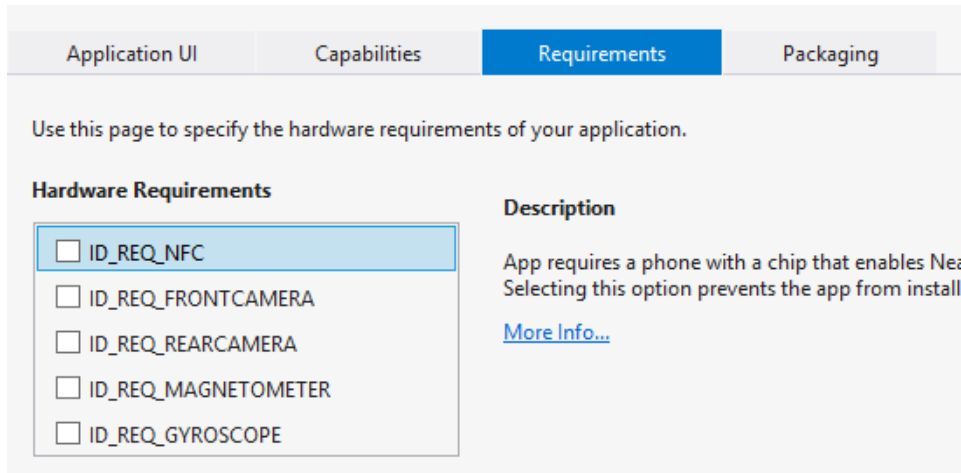 Application UI Capabilities Requirements Packaging
Use this page to specify the hardware requirements of your application.
Hardware Requirements
Description
ID_REQ_NFC
ID_REQ_FRONTCAMERA
ID_REQ_REARCAMERA
ID_REQ_MAGNETOMETER
ID_REQ_GYROSCOPE
App requires a phone with a chip that enables
Selecting this option prevents the app from
More Info...